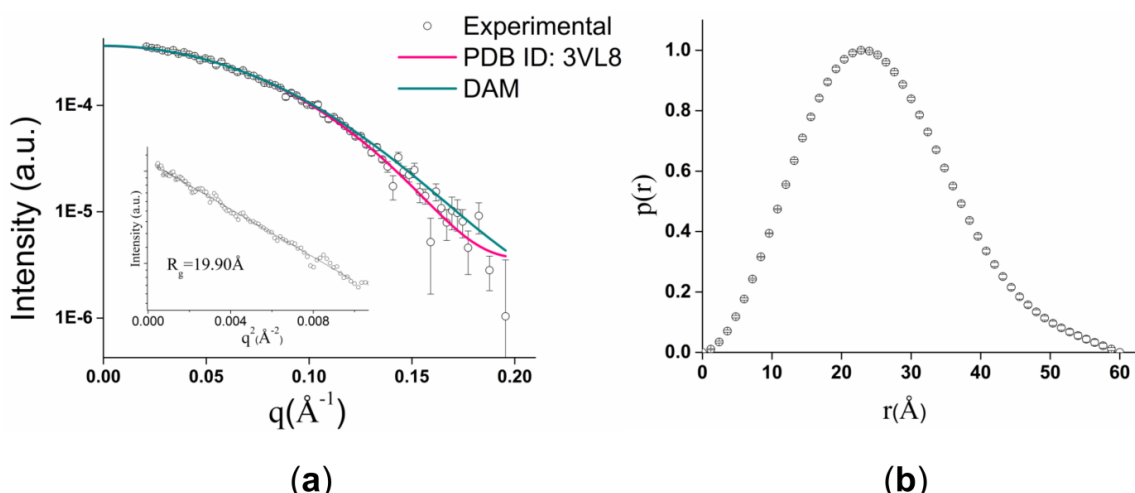 Experimental
PDB ID: 3VL8
DAM
1E-4
1E-5
1E-6
Intensity (a.u.)
0.00 0.05 0.10 0.15 0.20
q(Å⁻¹)
Intensity (a.u.)
R_g=19.90Å
0.000 0.004 0.008
q²(Å⁻²)
(a)
1.0
0.8
0.6
0.4
0.2
0.0
p(r)
0 10 20 30 40 50 60
r(Å)
(b)